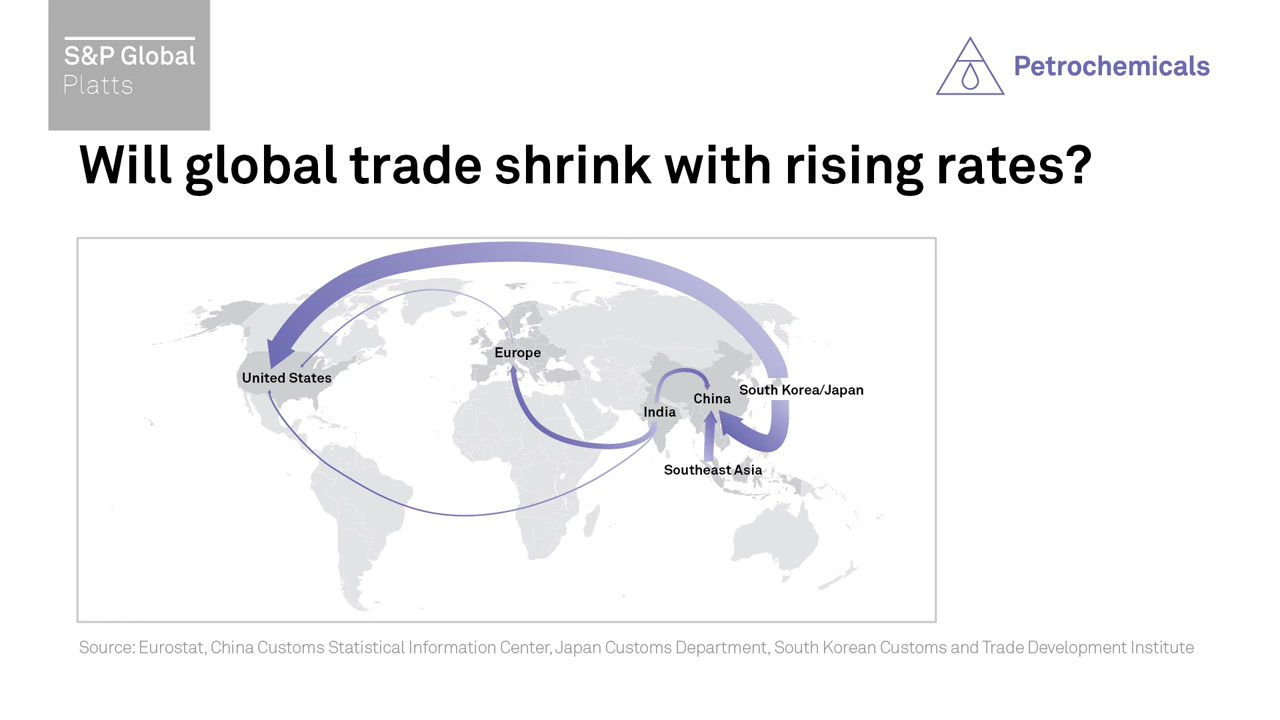 S&P Global
Platts
Petrochemicals
Will global trade shrink with rising rates?
Europe
United States
South Korea/Japan
China
India
Southeast Asia
Source: Eurostat, China Customs Statistical Information Center, Japan Customs Department, South Korean Customs and Trade Development Institute